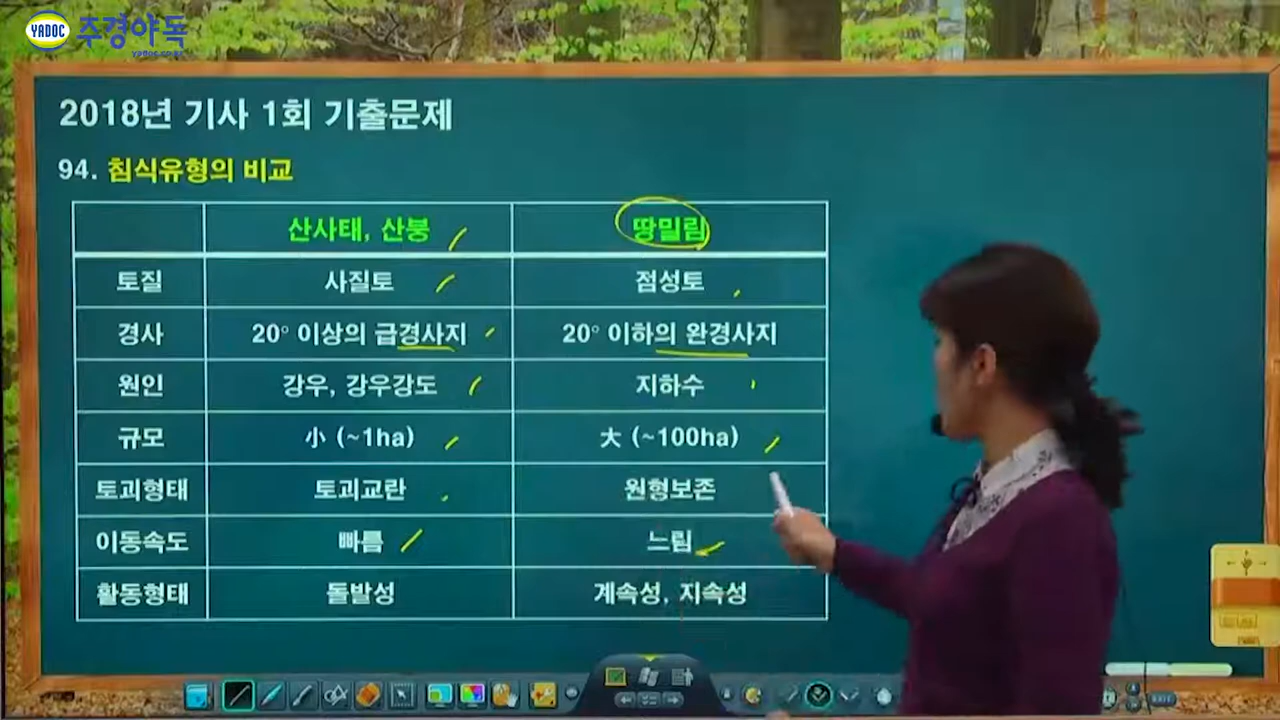 YADOC 주경야독
yadoc.co.kr
2018년 기사 1회 기출문제
94. 침식유형의 비교
산사태, 산붕 땅밀림
토질 사질토 점성토
경사 20° 이상의 급경사지 20° 이하의 완경사지
원인 강우, 강우강도 지하수
규모 小 (~1ha) 大 (~100ha)
토괴형태 토괴교란 원형보존
이동속도 빠름 느림
활동형태 돌발성 계속성, 지속성
EXIT